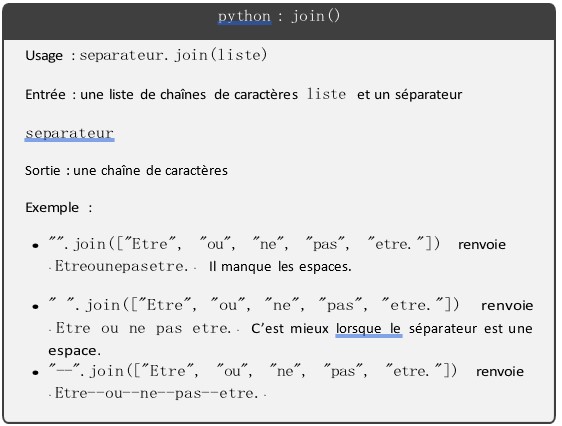 python : join()
Usage : separateur. join(liste)
Entrée : une liste de chaînes de caractères liste et un séparateur
separateur
Sortie : une chaîne de caractères
Exemple :
• "".join(["Etre", "ou", "ne", "pas", "etre."]) renvoie
Etreounepasetre. Il manque les espaces.
• " ".join(["Etre", "ou", "ne", "pas", "etre."]) renvoie
Etre ou ne pas etre. C'est mieux lorsque le séparateur est une
espace.
• "--".join(["Etre", "ou", "ne", "pas", "etre."]) renvoie
Etre--ou--ne--pas--etre.